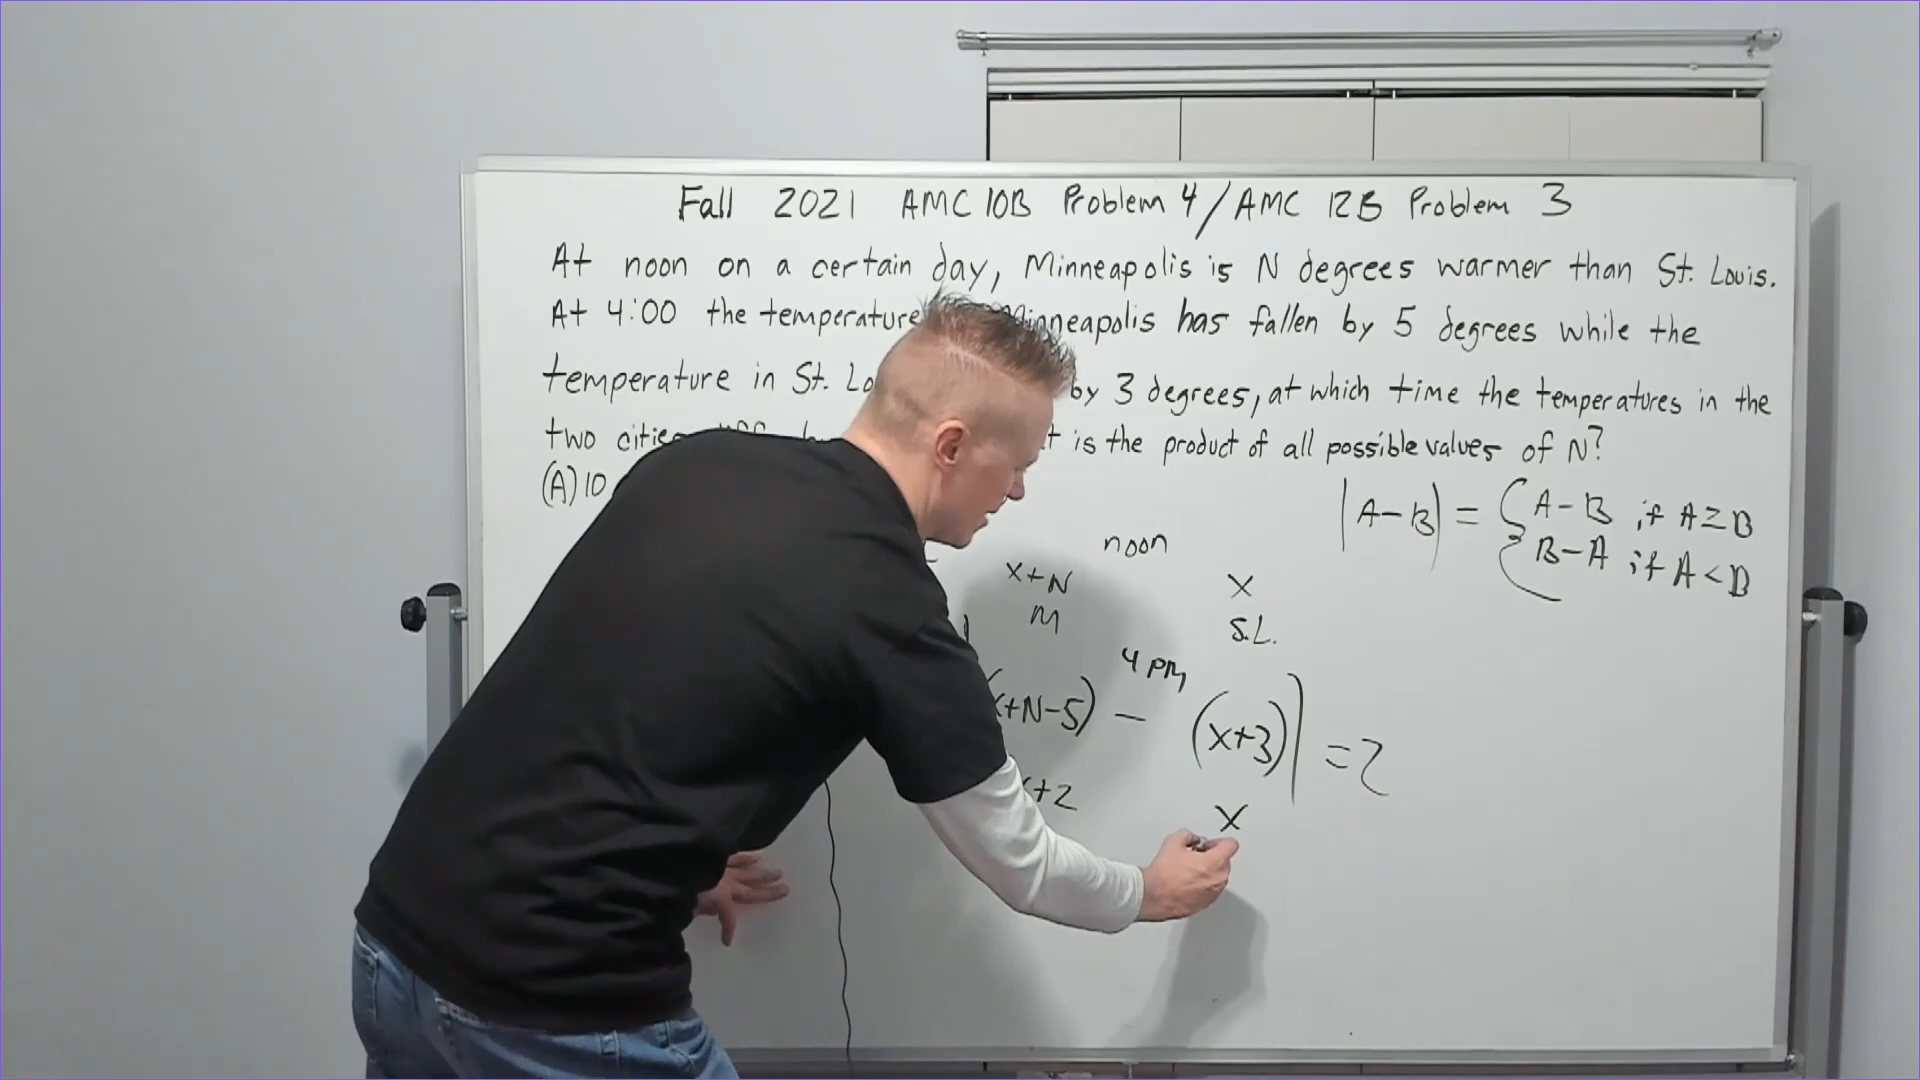 Fall 2021 AMC 10B Problem 4/AMC 12B Problem 3
At noon on a certain day, Minneapolis is N degrees warmer than St. Louis.
At 4:00 the temperature Minneapolis has fallen by 5 degrees while the
temperature in St. by 3 degrees, at which time the temperatures in the
two is the product of all possible values of N?
(A) 10
|A-B| = { A-B if A≥B
B-A if A<B
noon
x+N x
M S.L.
4 pm
x+N-5) - (x+3)| = 2
+2 x